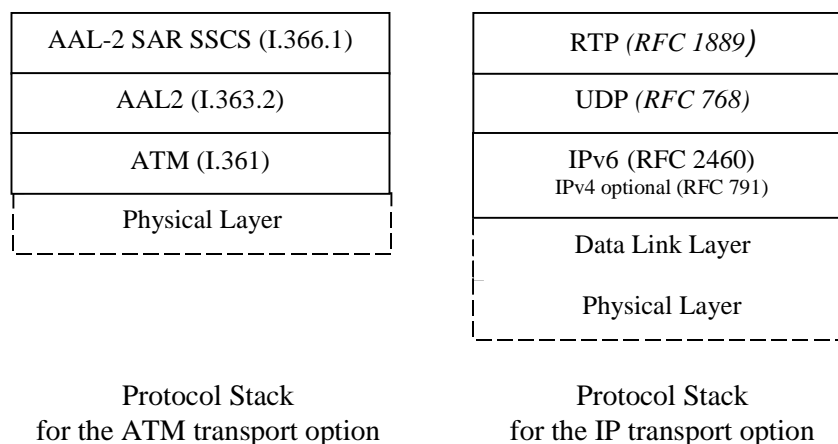 AAL-2 SAR SSCS (I.366.1)
AAL2 (I.363.2)
ATM (I.361)
Physical Layer
Protocol Stack
for the ATM transport option
RTP (RFC 1889)
UDP (RFC 768)
IPv6 (RFC 2460)
IPv4 optional (RFC 791)
Data Link Layer
Physical Layer
Protocol Stack
for the IP transport option